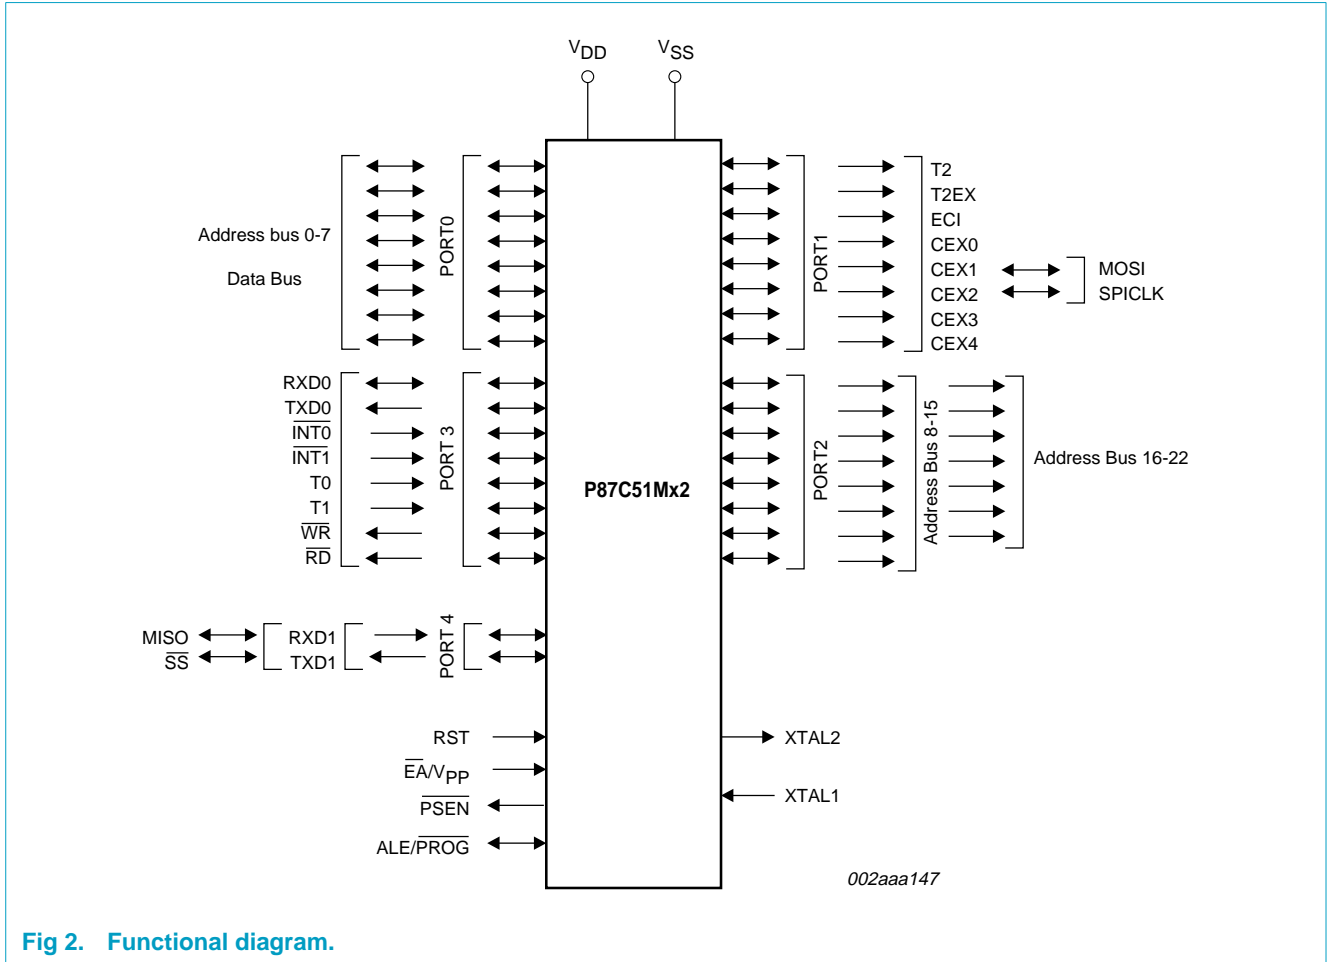 VDD
VSS
Address bus 0-7
Data Bus
PORT0
PORT1
T2
T2EX
ECI
CEX0
CEX1
CEX2
CEX3
CEX4
MOSI
SPICLK
RXD0
TXD0
INT0
INT1
T0
T1
WR
RD
PORT 3
P87C51Mx2
PORT2
Address Bus 8-15
Address Bus 16-22
MISO
SS
RXD1
TXD1
PORT 4
RST
EA/VPP
PSEN
ALE/PROG
XTAL2
XTAL1
002aaa147
Fig 2. Functional diagram.